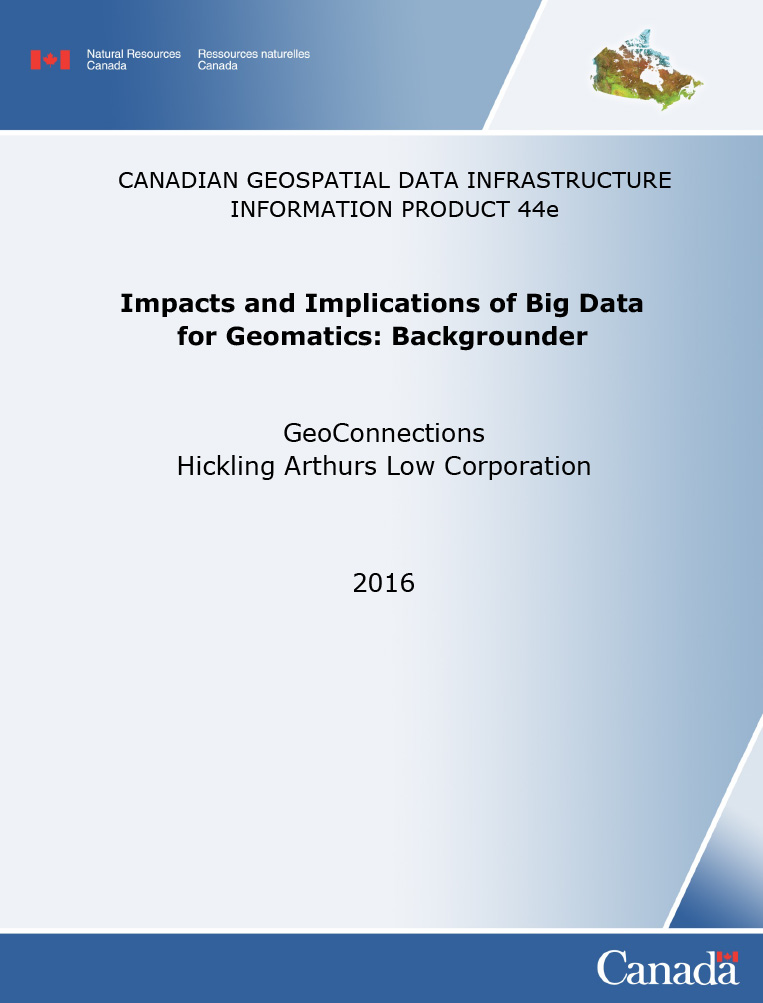 Natural Resources Canada
Ressources naturelles Canada
CANADIAN GEOSPATIAL DATA INFRASTRUCTURE
INFORMATION PRODUCT 44e
Impacts and Implications of Big Data
for Geomatics: Backgrounder
GeoConnections
Hickling Arthurs Low Corporation
2016
Canada